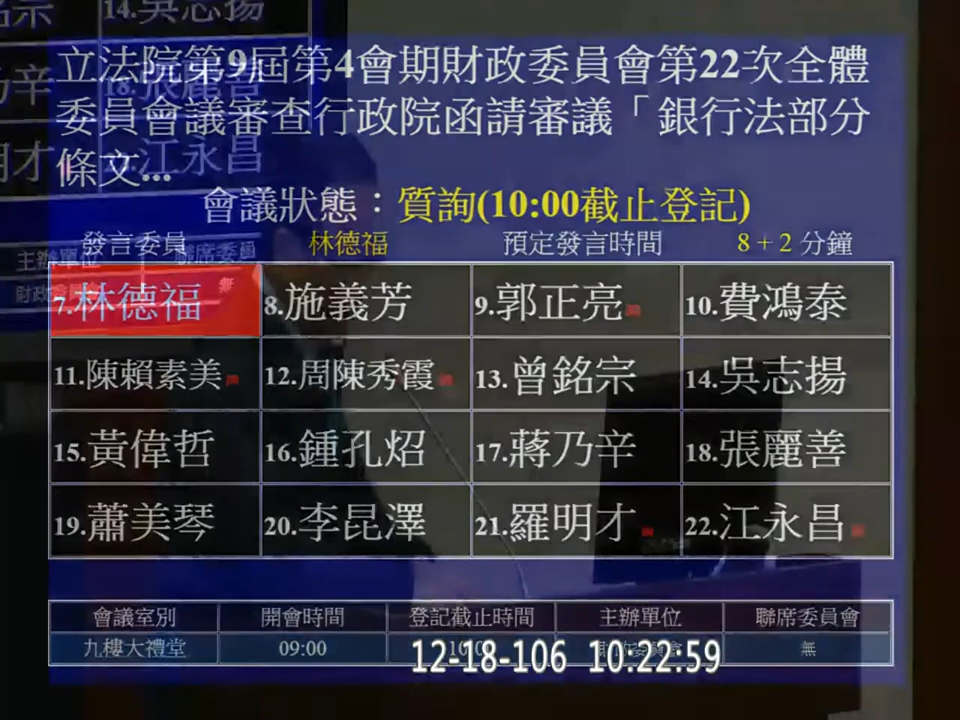 立法院第9屆第4會期財政委員會第22次全體
委員會議審查行政院函請審議「銀行法部分
條文...
會議狀態：質詢(10:00截止登記)
發言委員 林德福 預定發言時間 8 + 2 分鐘
7.林德福 8.施義芳 9.郭正亮 10.費鴻泰
11.陳賴素美 12.周陳秀霞 13.曾銘宗 14.吳志揚
15.黃偉哲 16.鍾孔炤 17.蔣乃辛 18.張麗善
19.蕭美琴 20.李昆澤 21.羅明才 22.江永昌
會議室別 開會時間 登記截止時間 主辦單位 聯席委員會
九樓大禮堂 09:00 無
12-18-106 10:22:59